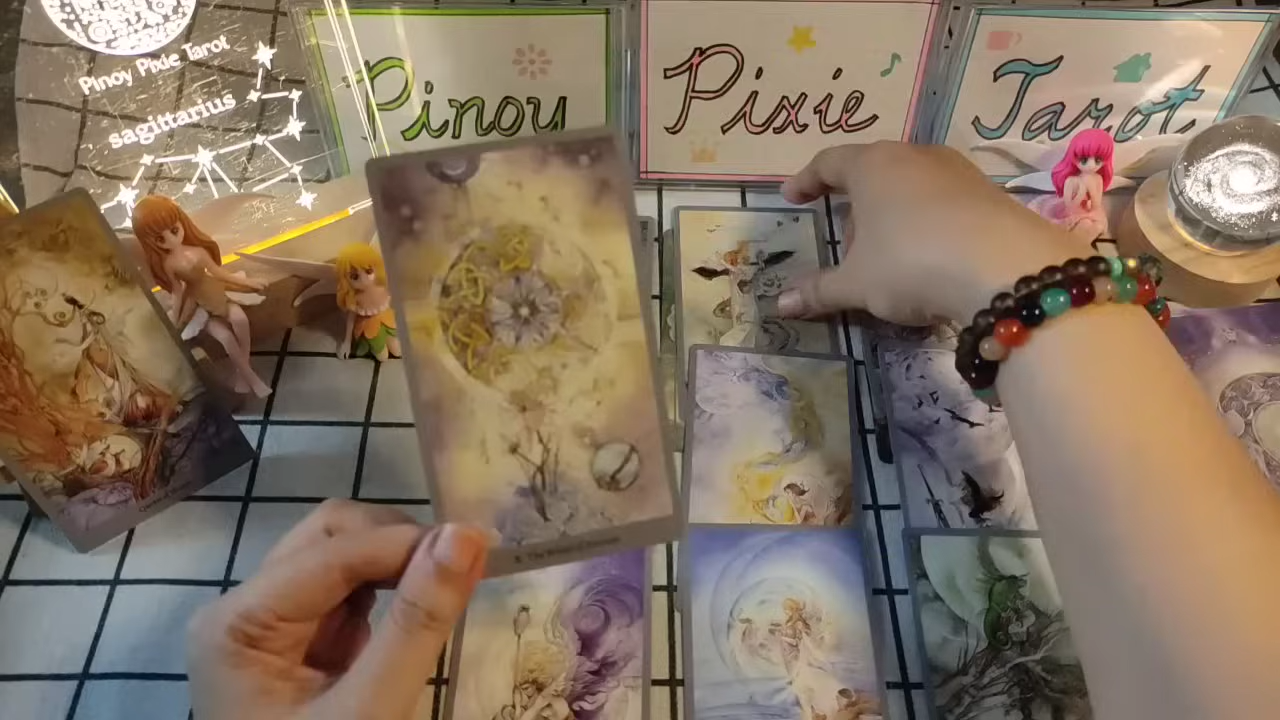 Pinoy Pixie Tarot
sagittarius
Pinoy
Pixie
Tarot